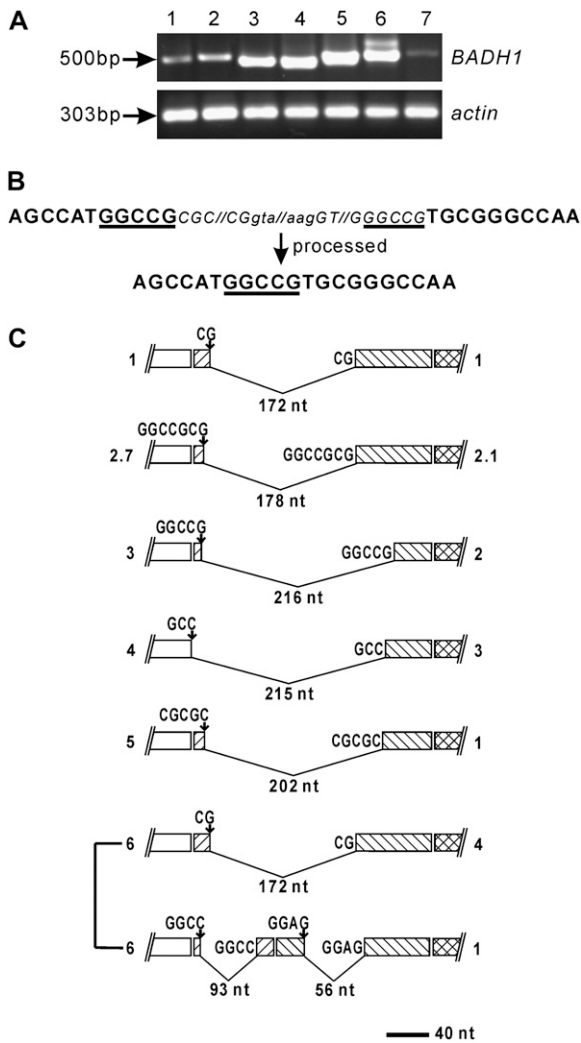 A
1 2 3 4 5 6 7
500bp BADH1
303bp actin
B
AGCCATGGCCGCGC//CGgta//aagGT//GGGCCGTGCGGGCCAA
processed
AGCCATGGCCGTGCGGGCCAA
C
CG
1 CG 1
172 nt
GGCCGCG
2.7 GGCCGCG 2.1
178 nt
GGCCG
3 GGCCG 2
216 nt
GCC
4 GCC 3
215 nt
CGCGC
5 CGCGC 1
202 nt
CG
6 CG 4
172 nt
GGCC GGAG
6 GGCC GGAG 1
93 nt 56 nt
40 nt